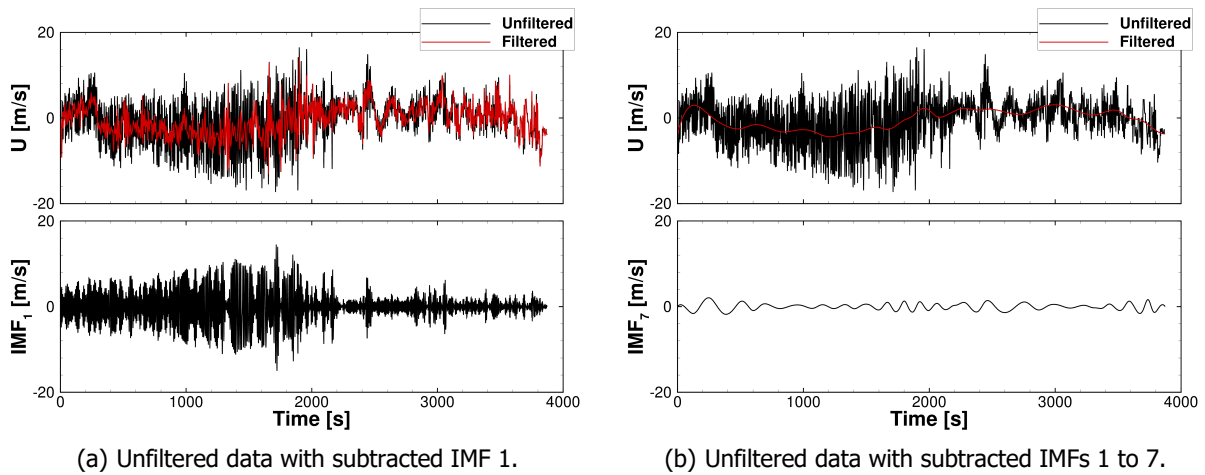 Unfiltered
Filtered
20
0
-20
U [m/s]
20
0
-20
IMF1 [m/s]
0 1000 2000 3000 4000
Time [s]
(a) Unfiltered data with subtracted IMF 1.
Unfiltered
Filtered
20
0
-20
U [m/s]
20
0
-20
IMF7 [m/s]
0 1000 2000 3000 4000
Time [s]
(b) Unfiltered data with subtracted IMFs 1 to 7.